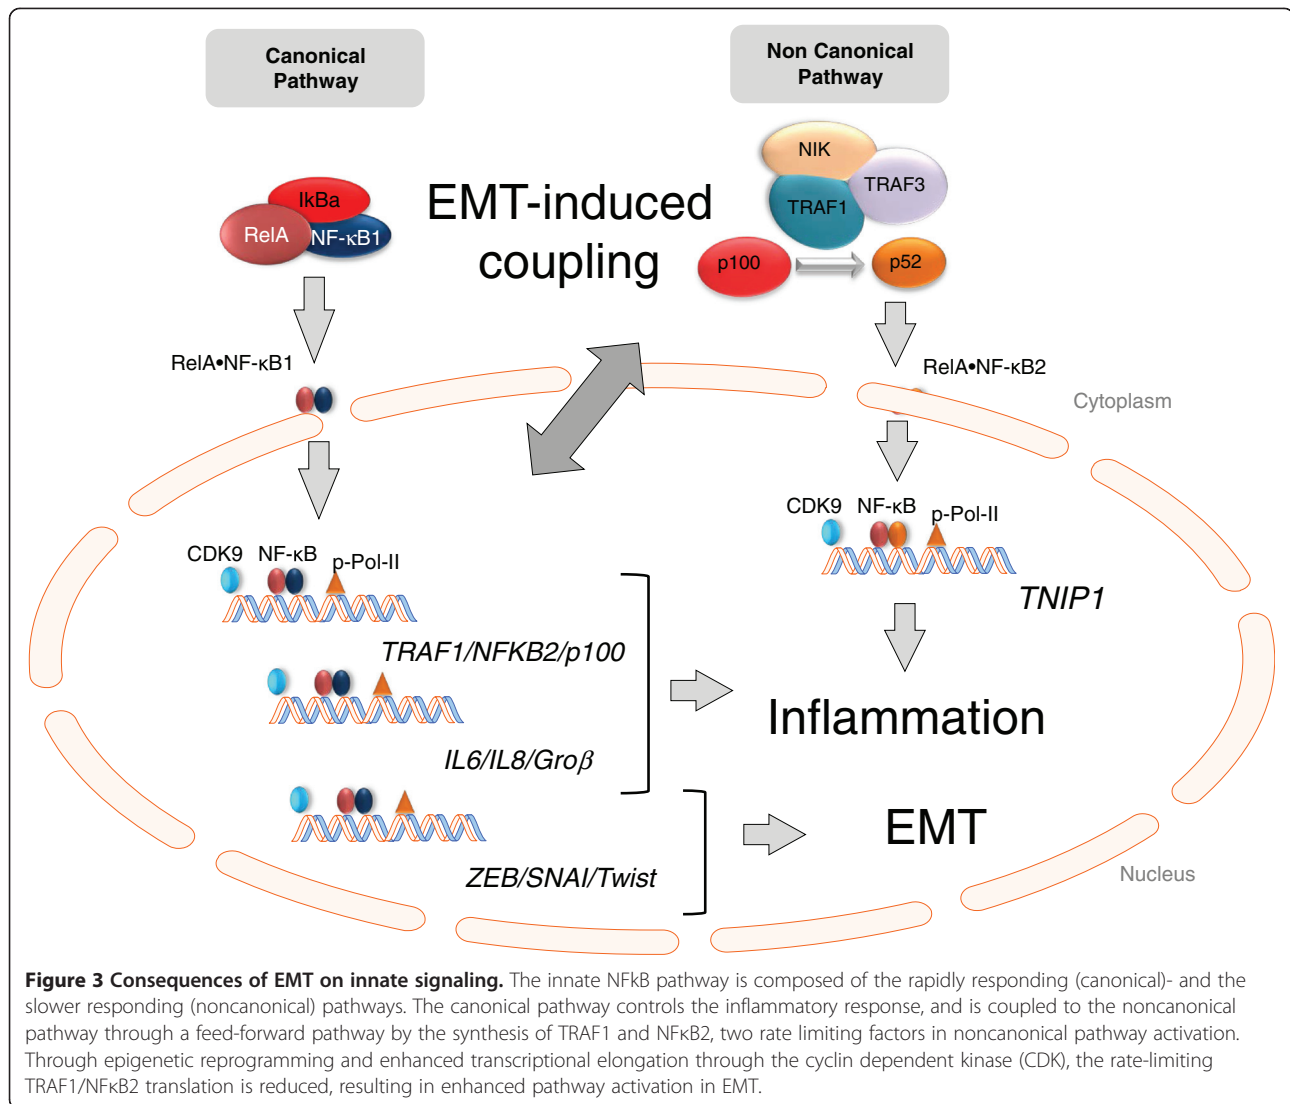 Canonical
Pathway
Non Canonical
Pathway
NIK
TRAF3
TRAF1
IkBa
RelA
NF-κB1
EMT-induced
coupling
p100
p52
RelA•NF-κB1
RelA•NF-κB2
Cytoplasm
CDK9 NF-κB p-Pol-II
TNIP1
CDK9 NF-κB p-Pol-II
TRAF1/NFKB2/p100
IL6/IL8/Groβ
Inflammation
ZEB/SNAI/Twist
EMT
Nucleus
Figure 3 Consequences of EMT on innate signaling. The innate NFkB pathway is composed of the rapidly responding (canonical)- and the
slower responding (noncanonical) pathways. The canonical pathway controls the inflammatory response, and is coupled to the noncanonical
pathway through a feed-forward pathway by the synthesis of TRAF1 and NFκB2, two rate limiting factors in noncanonical pathway activation.
Through epigenetic reprogramming and enhanced transcriptional elongation through the cyclin dependent kinase (CDK), the rate-limiting
TRAF1/NFκB2 translation is reduced, resulting in enhanced pathway activation in EMT.